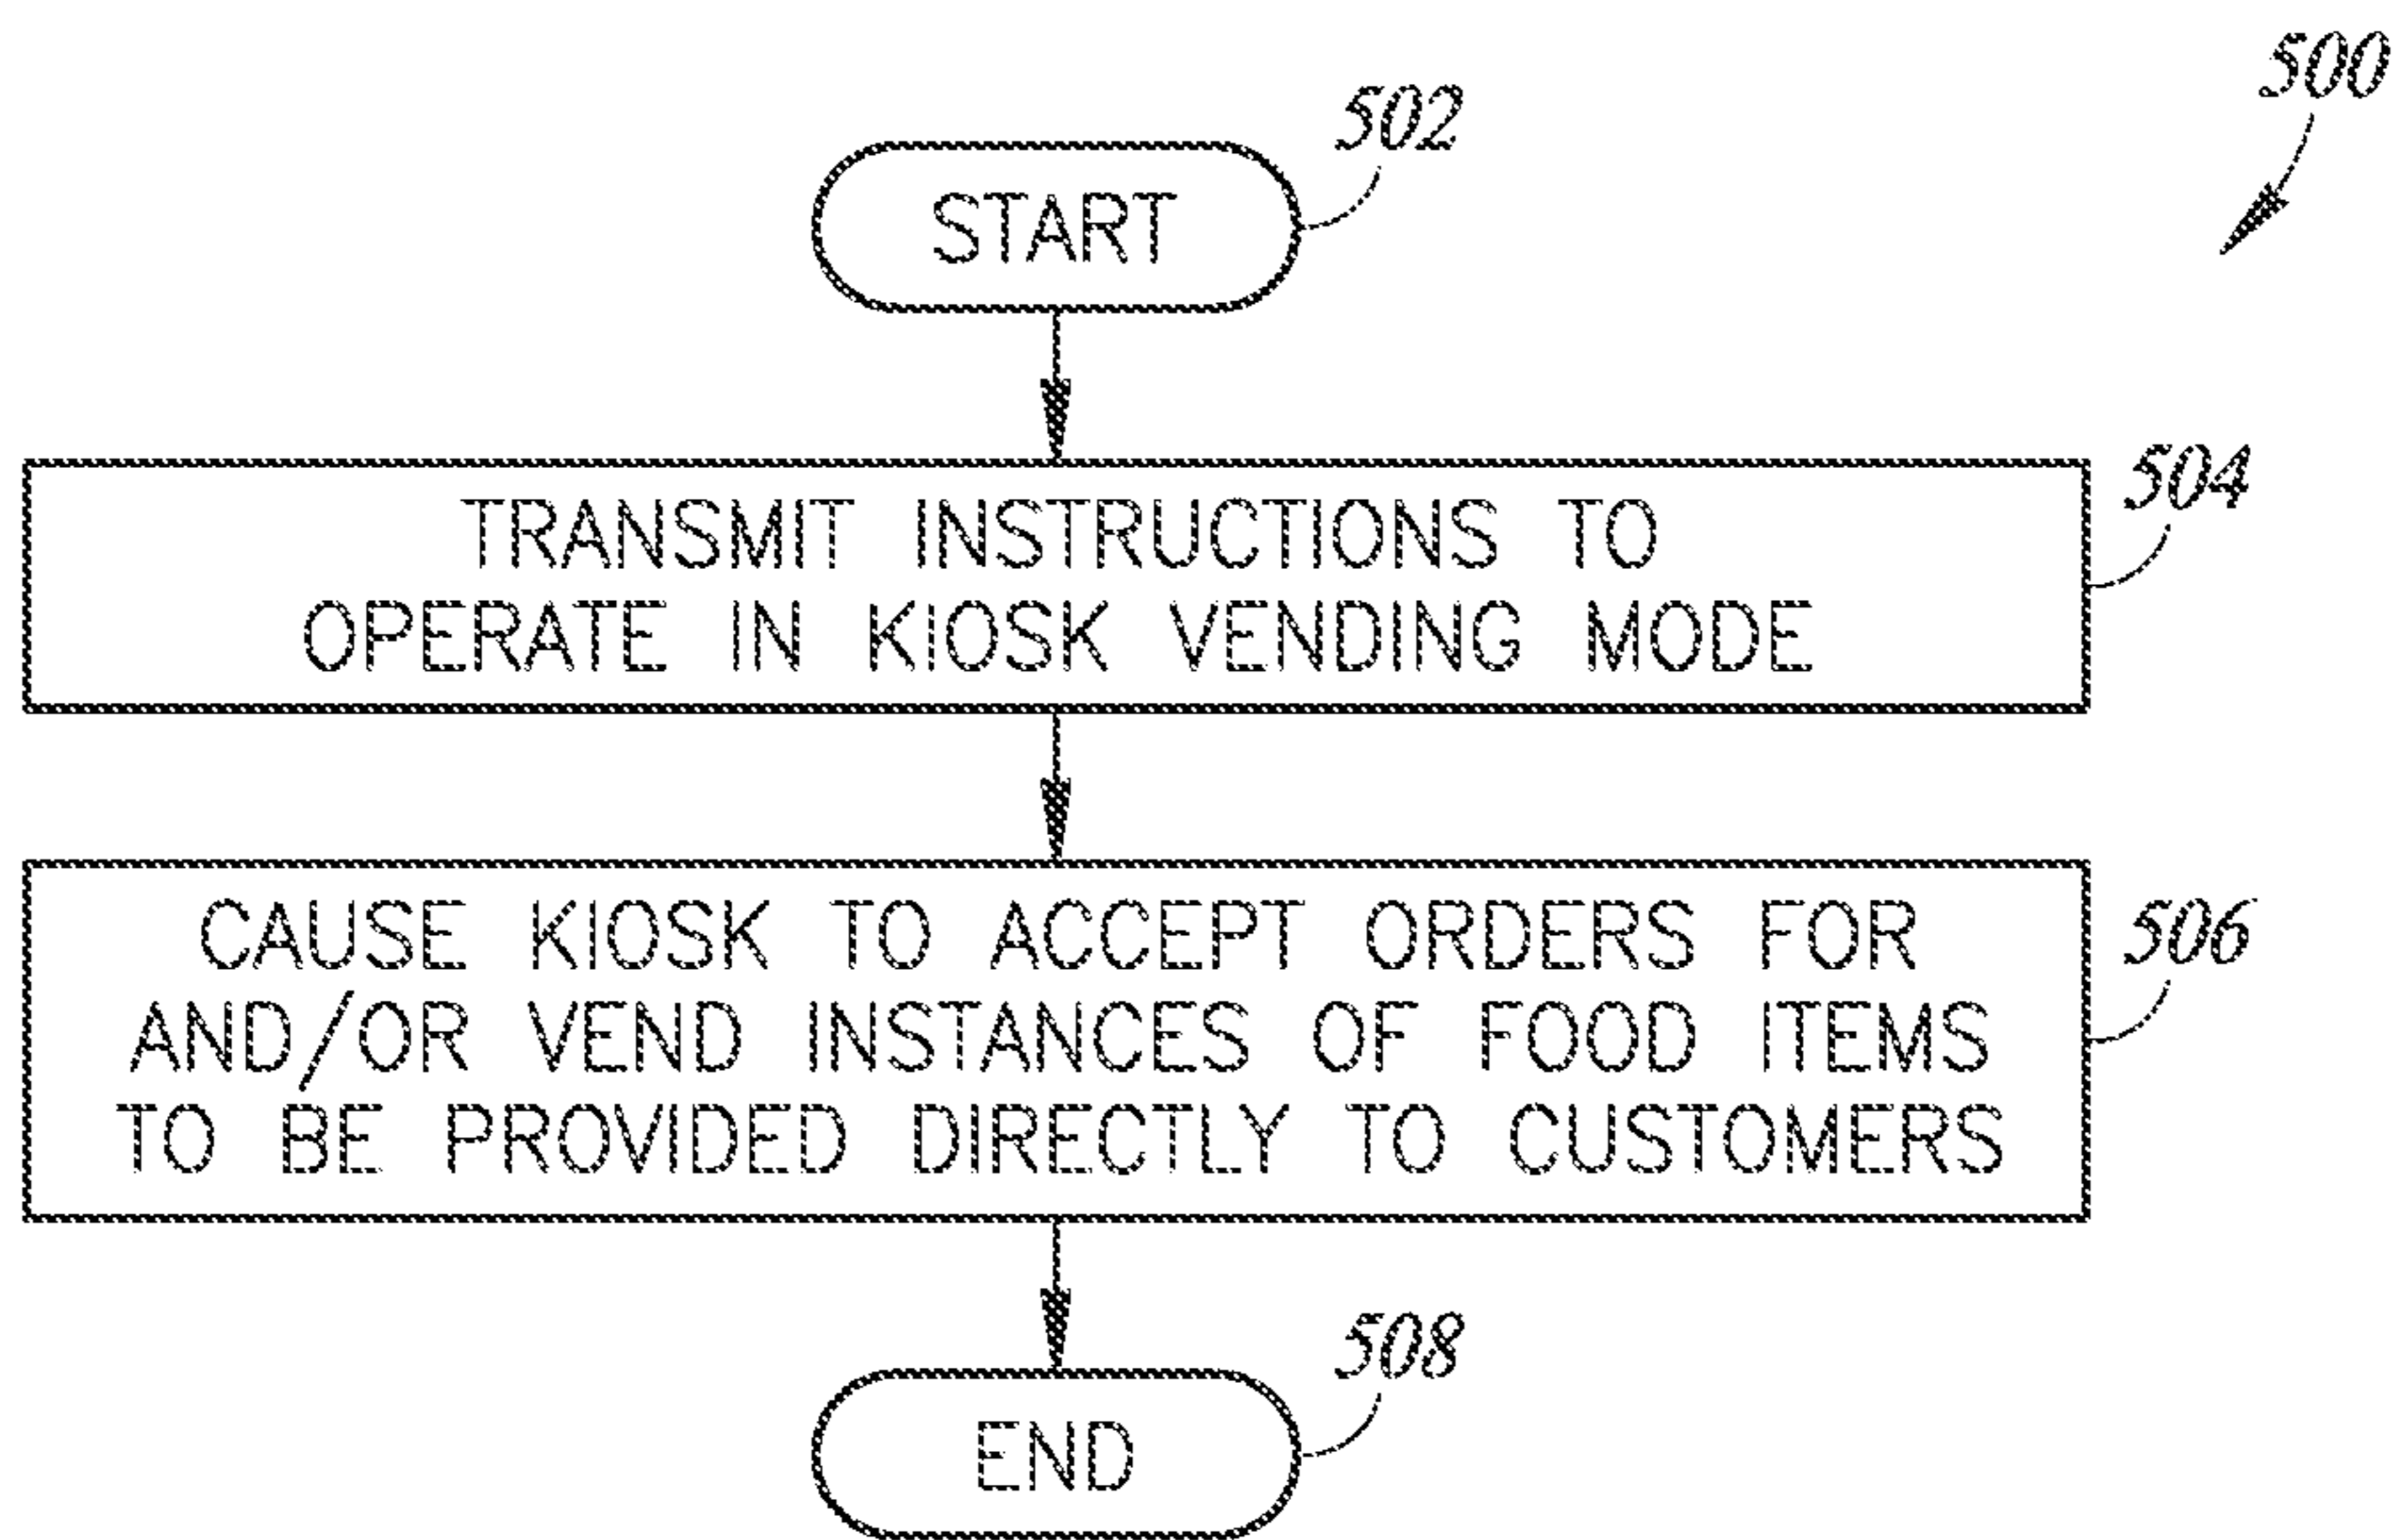 500
502
START
504
TRANSMIT INSTRUCTIONS TO
OPERATE IN KIOSK VENDING MODE
506
CAUSE KIOSK TO ACCEPT ORDERS FOR
AND/OR VEND INSTANCES OF FOOD ITEMS
TO BE PROVIDED DIRECTLY TO CUSTOMERS
508
END